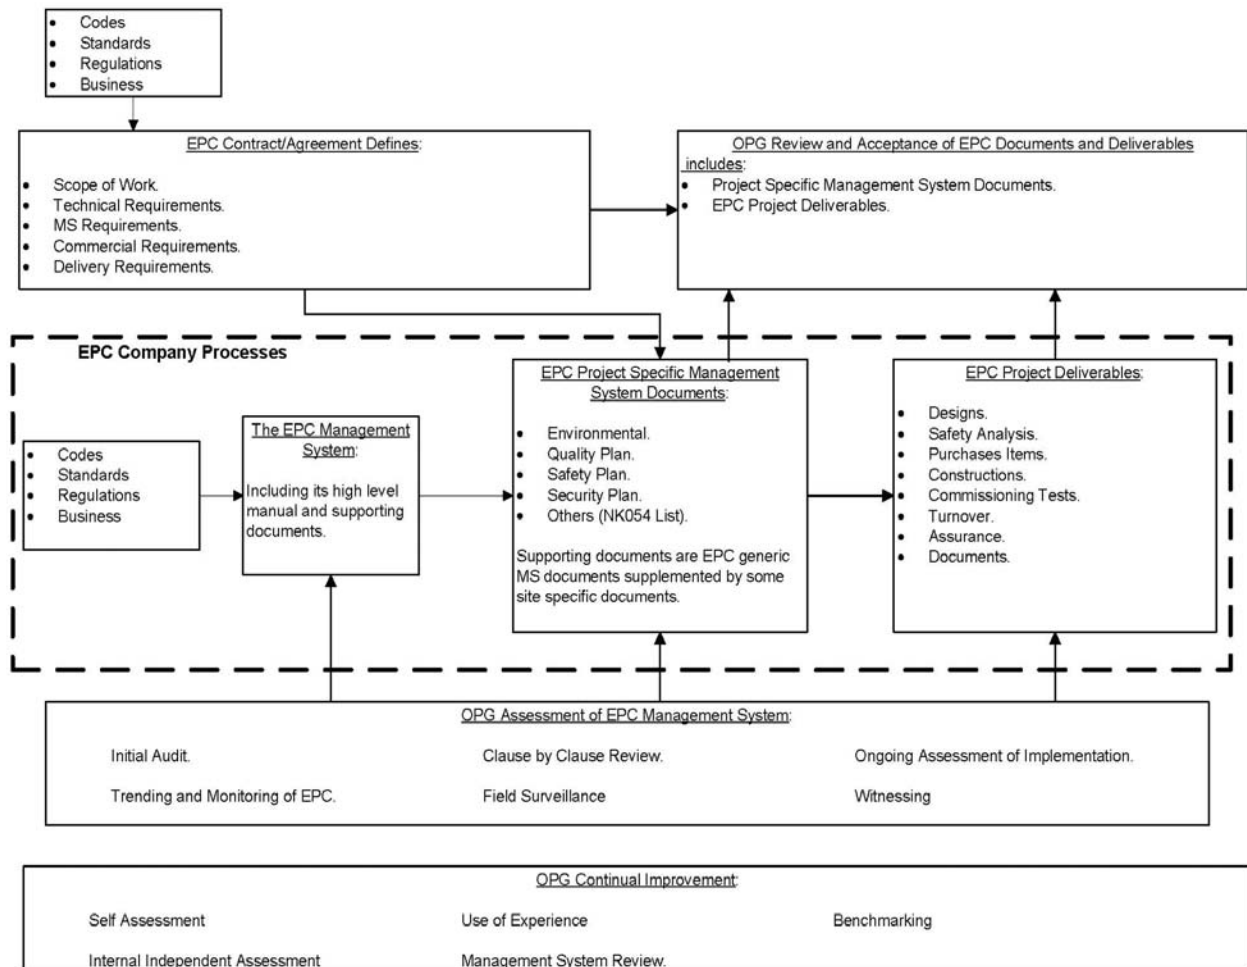 • Codes
• Standards
• Regulations
• Business
EPC Contract/Agreement Defines:
• Scope of Work.
• Technical Requirements.
• MS Requirements.
• Commercial Requirements.
• Delivery Requirements.
OPG Review and Acceptance of EPC Documents and Deliverables
includes:
• Project Specific Management System Documents.
• EPC Project Deliverables.
EPC Company Processes
• Codes
• Standards
• Regulations
• Business
The EPC Management
System:
Including its high level
manual and supporting
documents.
EPC Project Specific Management
System Documents:
• Environmental.
• Quality Plan.
• Safety Plan.
• Security Plan.
• Others (NK054 List).
Supporting documents are EPC generic
MS documents supplemented by some
site specific documents.
EPC Project Deliverables:
• Designs.
• Safety Analysis.
• Purchases Items.
• Constructions.
• Commissioning Tests.
• Turnover.
• Assurance.
• Documents.
OPG Assessment of EPC Management System:
Initial Audit. Clause by Clause Review. Ongoing Assessment of Implementation.
Trending and Monitoring of EPC. Field Surveillance Witnessing
OPG Continual Improvement:
Self Assessment Use of Experience Benchmarking
Internal Independent Assessment Management System Review.